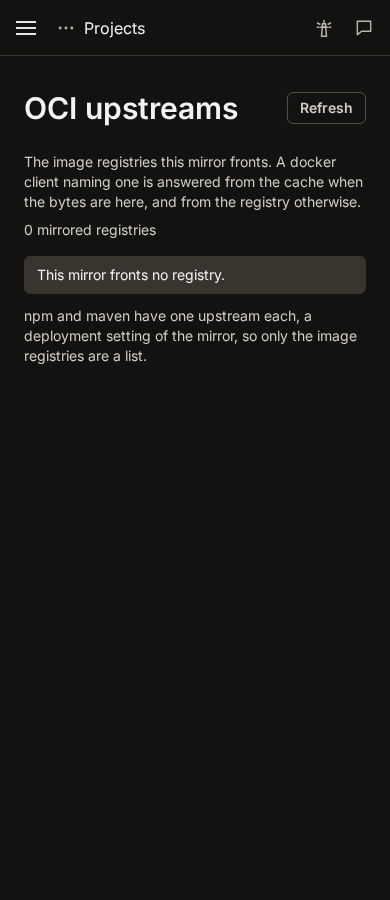 Projects
OCI upstreams
Refresh
The image registries this mirror fronts. A docker
client naming one is answered from the cache when
the bytes are here, and from the registry otherwise.
0 mirrored registries
This mirror fronts no registry.
npm and maven have one upstream each, a
deployment setting of the mirror, so only the image
registries are a list.